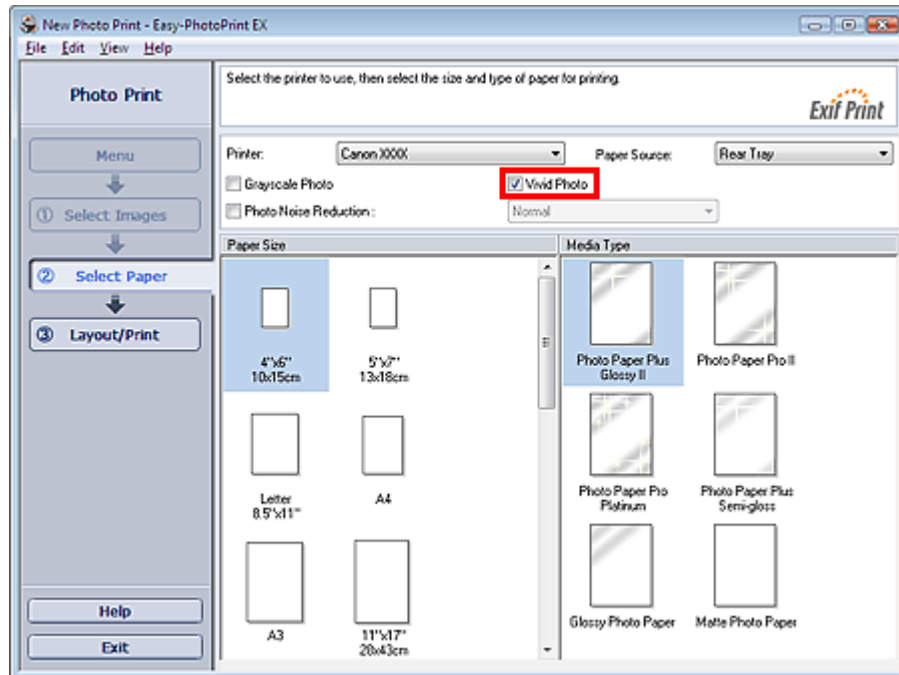 New Photo Print - Easy-PhotoPrint EX
File Edit View Help
Photo Print
Select the printer to use, then select the size and type of paper for printing.
Exif Print
Menu
① Select Images
② Select Paper
③ Layout/Print
Help
Exit
Printer: Canon XXXX Paper Source: Rear Tray
Grayscale Photo Vivid Photo
Photo Noise Reduction : Normal
Paper Size
4"x6"
10x15cm
5"x7"
13x18cm
Letter
8.5"x11"
A4
A3
11"x17"
28x43cm
Media Type
Photo Paper Plus
Glossy II
Photo Paper Pro II
Photo Paper Pro
Platinum
Photo Paper Plus
Semi-gloss
Glossy Photo Paper
Matte Photo Paper